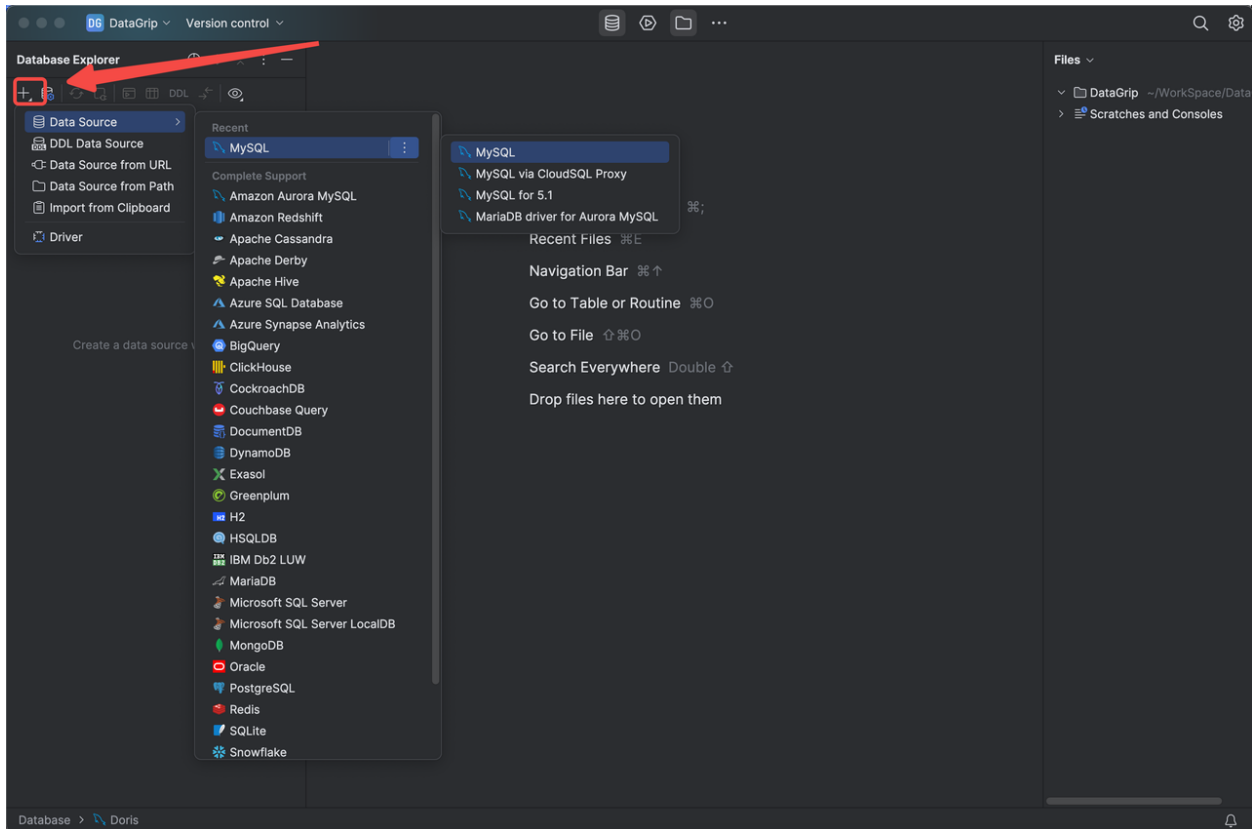 DG DataGrip Version control
Database Explorer
DDL
Data Source
DDL Data Source
Data Source from URL
Data Source from Path
Import from Clipboard
Driver
Create a data source
Recent
MySQL
Complete Support
Amazon Aurora MySQL
Amazon Redshift
Apache Cassandra
Apache Derby
Apache Hive
Azure SQL Database
Azure Synapse Analytics
BigQuery
ClickHouse
CockroachDB
Couchbase Query
DocumentDB
DynamoDB
Exasol
Greenplum
H2
HSQLDB
IBM Db2 LUW
MariaDB
Microsoft SQL Server
Microsoft SQL Server LocalDB
MongoDB
Oracle
PostgreSQL
Redis
SQLite
Snowflake
MySQL
MySQL via CloudSQL Proxy
MySQL for 5.1
MariaDB driver for Aurora MySQL
⌘;
Recent Files ⌘E
Navigation Bar ⌘↑
Go to Table or Routine ⌘O
Go to File ⇧⌘O
Search Everywhere Double ⇧
Drop files here to open them
Files
DataGrip ~/WorkSpace/Data
Scratches and Consoles
Database > Doris